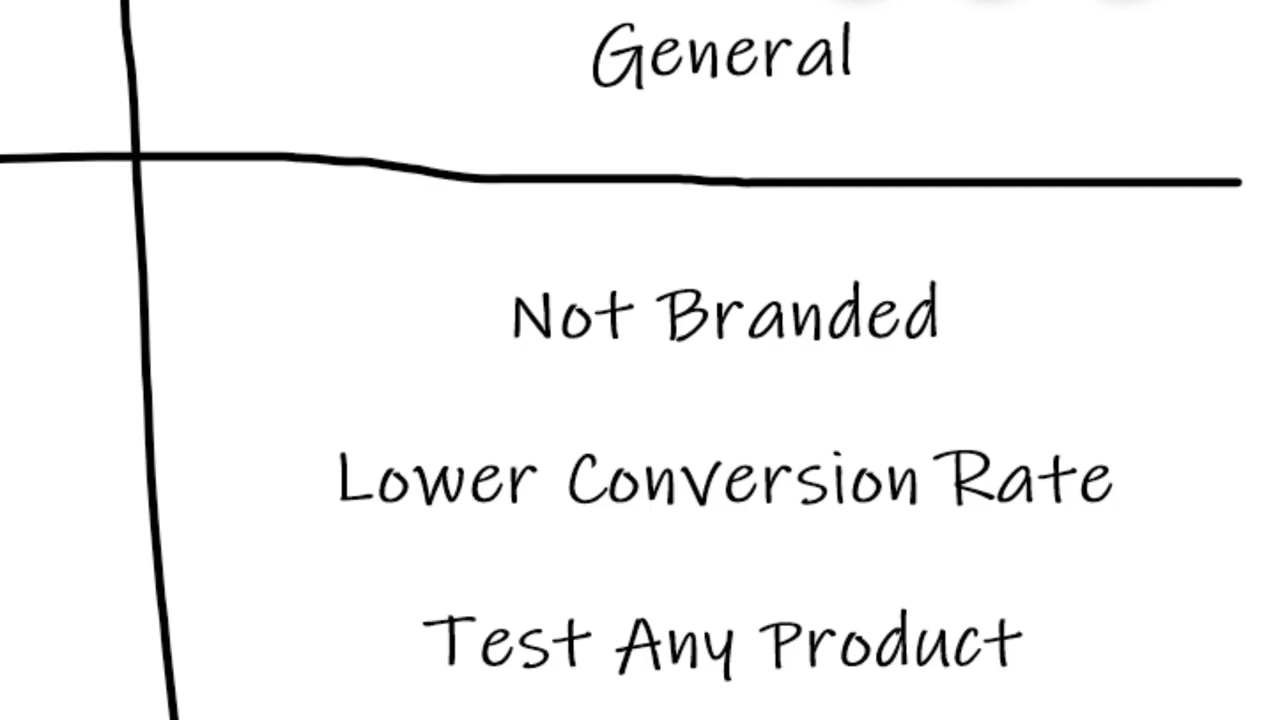 General
Not Branded
Lower Conversion Rate
Test Any Product